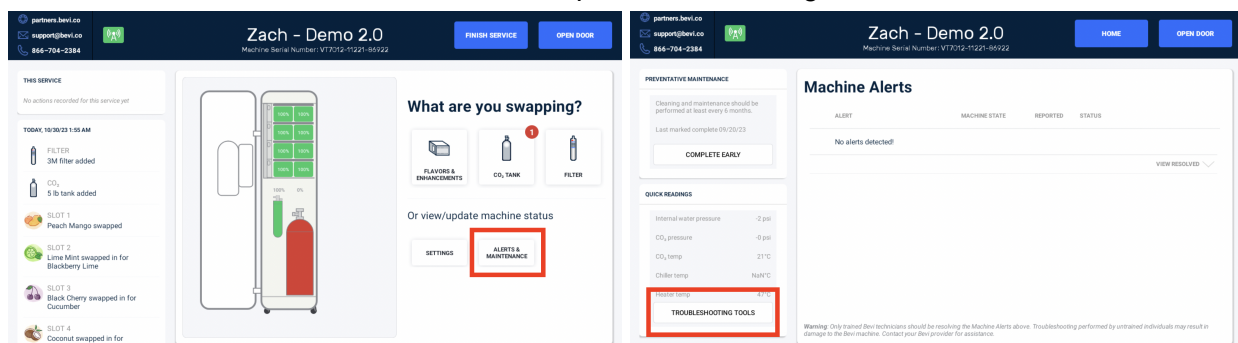 partners.bevi.co
support@bevi.co
866-704-2384
Zach - Demo 2.0
Machine Serial Number: VT7012-11221-86922
FINISH SERVICE
OPEN DOOR
THIS SERVICE
No actions recorded for this service yet
TODAY, 10/30/23 1:55 AM
FILTER
3M filter added
CO₂
5 lb tank added
SLOT 1
Peach Mango swapped
SLOT 2
Lime Mint swapped in for
Blackberry Lime
SLOT 3
Black Cherry swapped in for
Cucumber
SLOT 4
Coconut swapped in for
100% 100%
100% 100%
100% 100%
100% 100%
100% 0%
What are you swapping?
1
FLAVORS &
ENHANCEMENTS
CO₂ TANK
FILTER
Or view/update machine status
SETTINGS
ALERTS &
MAINTENANCE
partners.bevi.co
support@bevi.co
866-704-2384
Zach - Demo 2.0
Machine Serial Number: VT7012-11221-86922
HOME
OPEN DOOR
PREVENTATIVE MAINTENANCE
Cleaning and maintenance should be
performed at least every 6 months.
Last marked complete 09/20/23
COMPLETE EARLY
QUICK READINGS
Internal water pressure -2 psi
CO₂ pressure -0 psi
CO₂ temp 21°C
Chiller temp NaN°C
Heater temp 47°C
TROUBLESHOOTING TOOLS
Machine Alerts
ALERT MACHINE STATE REPORTED STATUS
No alerts detected!
VIEW RESOLVED
Warning: Only trained Bevi technicians should be resolving the Machine Alerts above. Troubleshooting performed by untrained individuals may result in
damage to the Bevi machine. Contact your Bevi provider for assistance.